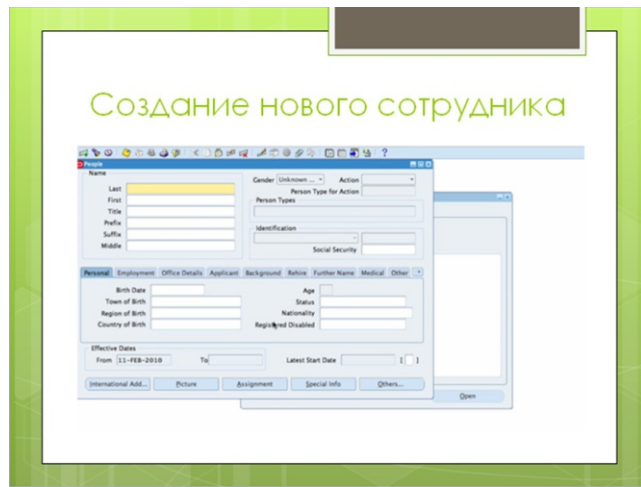 Создание нового сотрудника
People
Name
Last
First
Title
Prefix
Suffix
Middle
Gender Unknown ... Action
Person Type for Action
Person Types
Identification
Social Security
Personal Employment Office Details Applicant Background Rehire Further Name Medical Other
Birth Date Age
Town of Birth Status
Region of Birth Nationality
Country of Birth Registered Disabled
Effective Dates
From 11-FEB-2010 To Latest Start Date [ ]
International Add... Picture Assignment Special Info Others...
Open